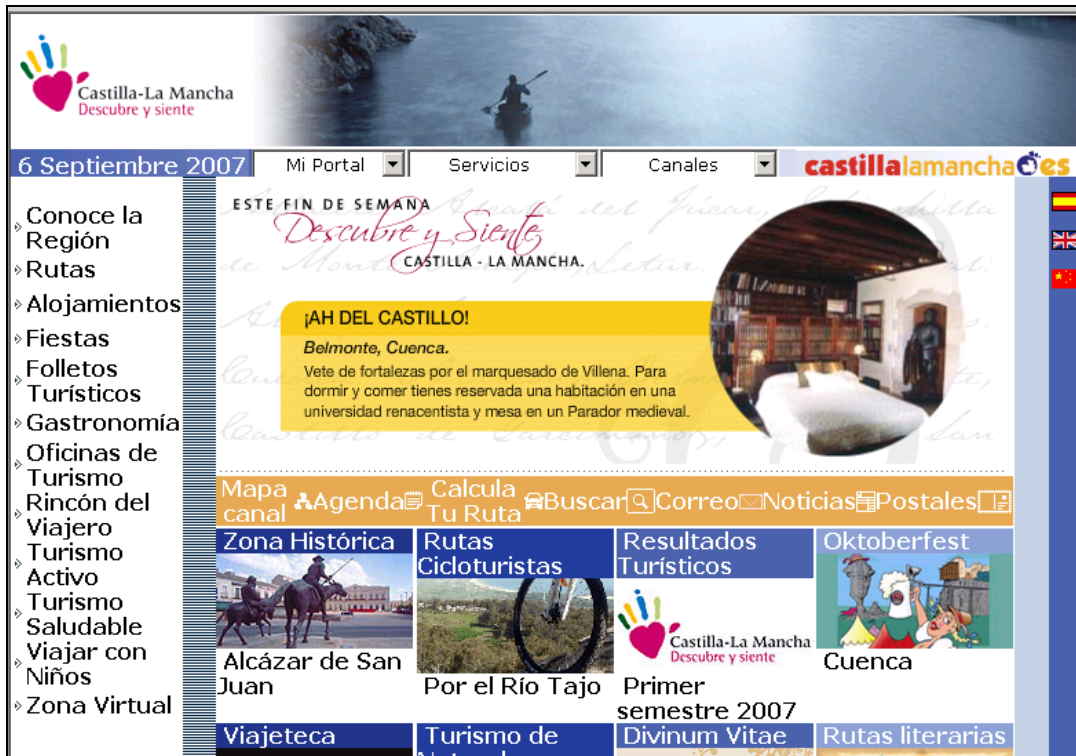 Castilla-La Mancha
Descubre y siente
6 Septiembre 2007
Mi Portal
Servicios
Canales
castillalamancha.es
Conoce la
Región
Rutas
Alojamientos
Fiestas
Folletos
Turísticos
Gastronomía
Oficinas de
Turismo
Rincón del
Viajero
Turismo
Activo
Turismo
Saludable
Viajar con
Niños
Zona Virtual
ESTE FIN DE SEMANA
Descubre y Siente
CASTILLA - LA MANCHA.
¡AH DEL CASTILLO!
Belmonte, Cuenca.
Vete de fortalezas por el marquesado de Villena. Para
dormir y comer tienes reservada una habitación en una
universidad renacentista y mesa en un Parador medieval.
Mapa
canal
Agenda
Calcula
Tu Ruta
Buscar
Correo
Noticias
Postales
Zona Histórica
Alcázar de San
Juan
Rutas
Cicloturistas
Por el Río Tajo
Resultados
Turísticos
Castilla-La Mancha
Descubre y siente
Primer
semestre 2007
Oktoberfest
Cuenca
Viajeteca
Turismo de
Divinum Vitae
Rutas literarias